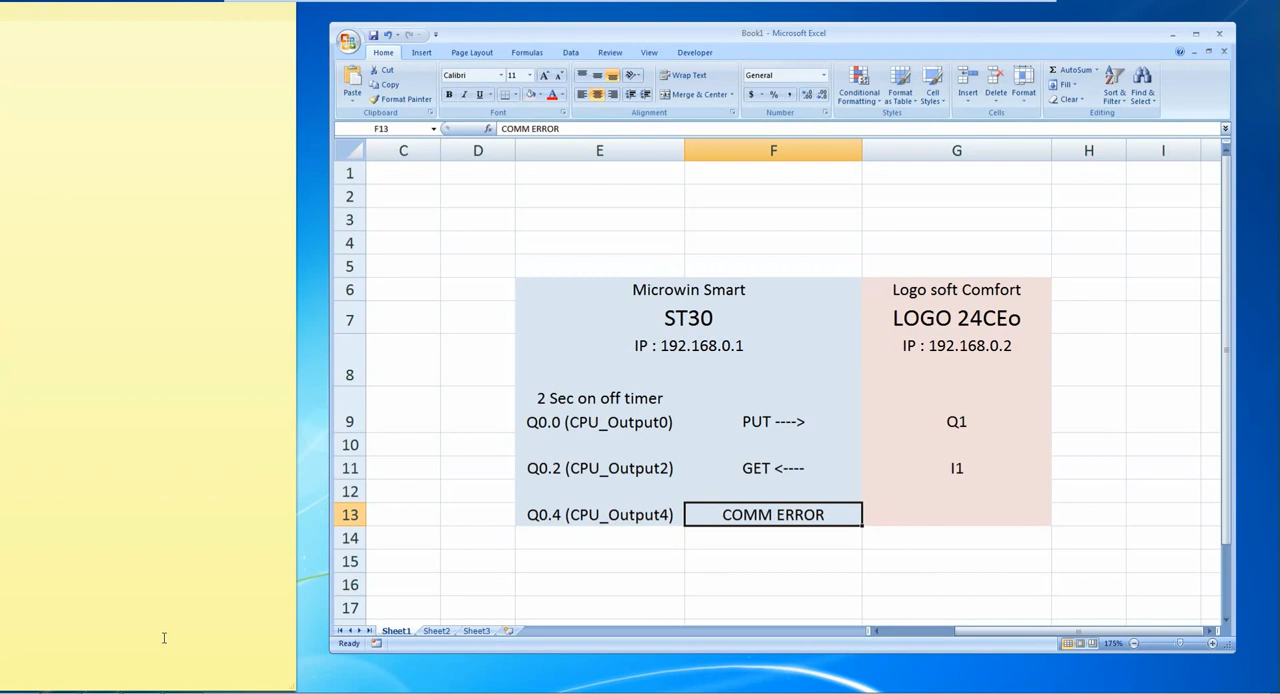 Book1 - Microsoft Excel
Home Insert Page Layout Formulas Data Review View Developer
Paste
Cut
Copy
Format Painter
Clipboard
Calibri 11
B I U
Font
Wrap Text
Merge & Center
Alignment
General
$ % ,
Number
Conditional Formatting
Format as Table
Cell Styles
Styles
Insert Delete Format
Cells
AutoSum
Fill
Clear
Sort & Filter
Find & Select
Editing
F13 fx COMM ERROR
C D E F G H I
1
2
3
4
5
6 Microwin Smart Logo soft Comfort
7 ST30 LOGO 24CEo
IP : 192.168.0.1 IP : 192.168.0.2
8
2 Sec on off timer
9 Q0.0 (CPU_Output0) PUT ----> Q1
10
11 Q0.2 (CPU_Output2) GET <---- I1
12
13 Q0.4 (CPU_Output4) COMM ERROR
14
15
16
17
Sheet1 Sheet2 Sheet3
Ready 175%